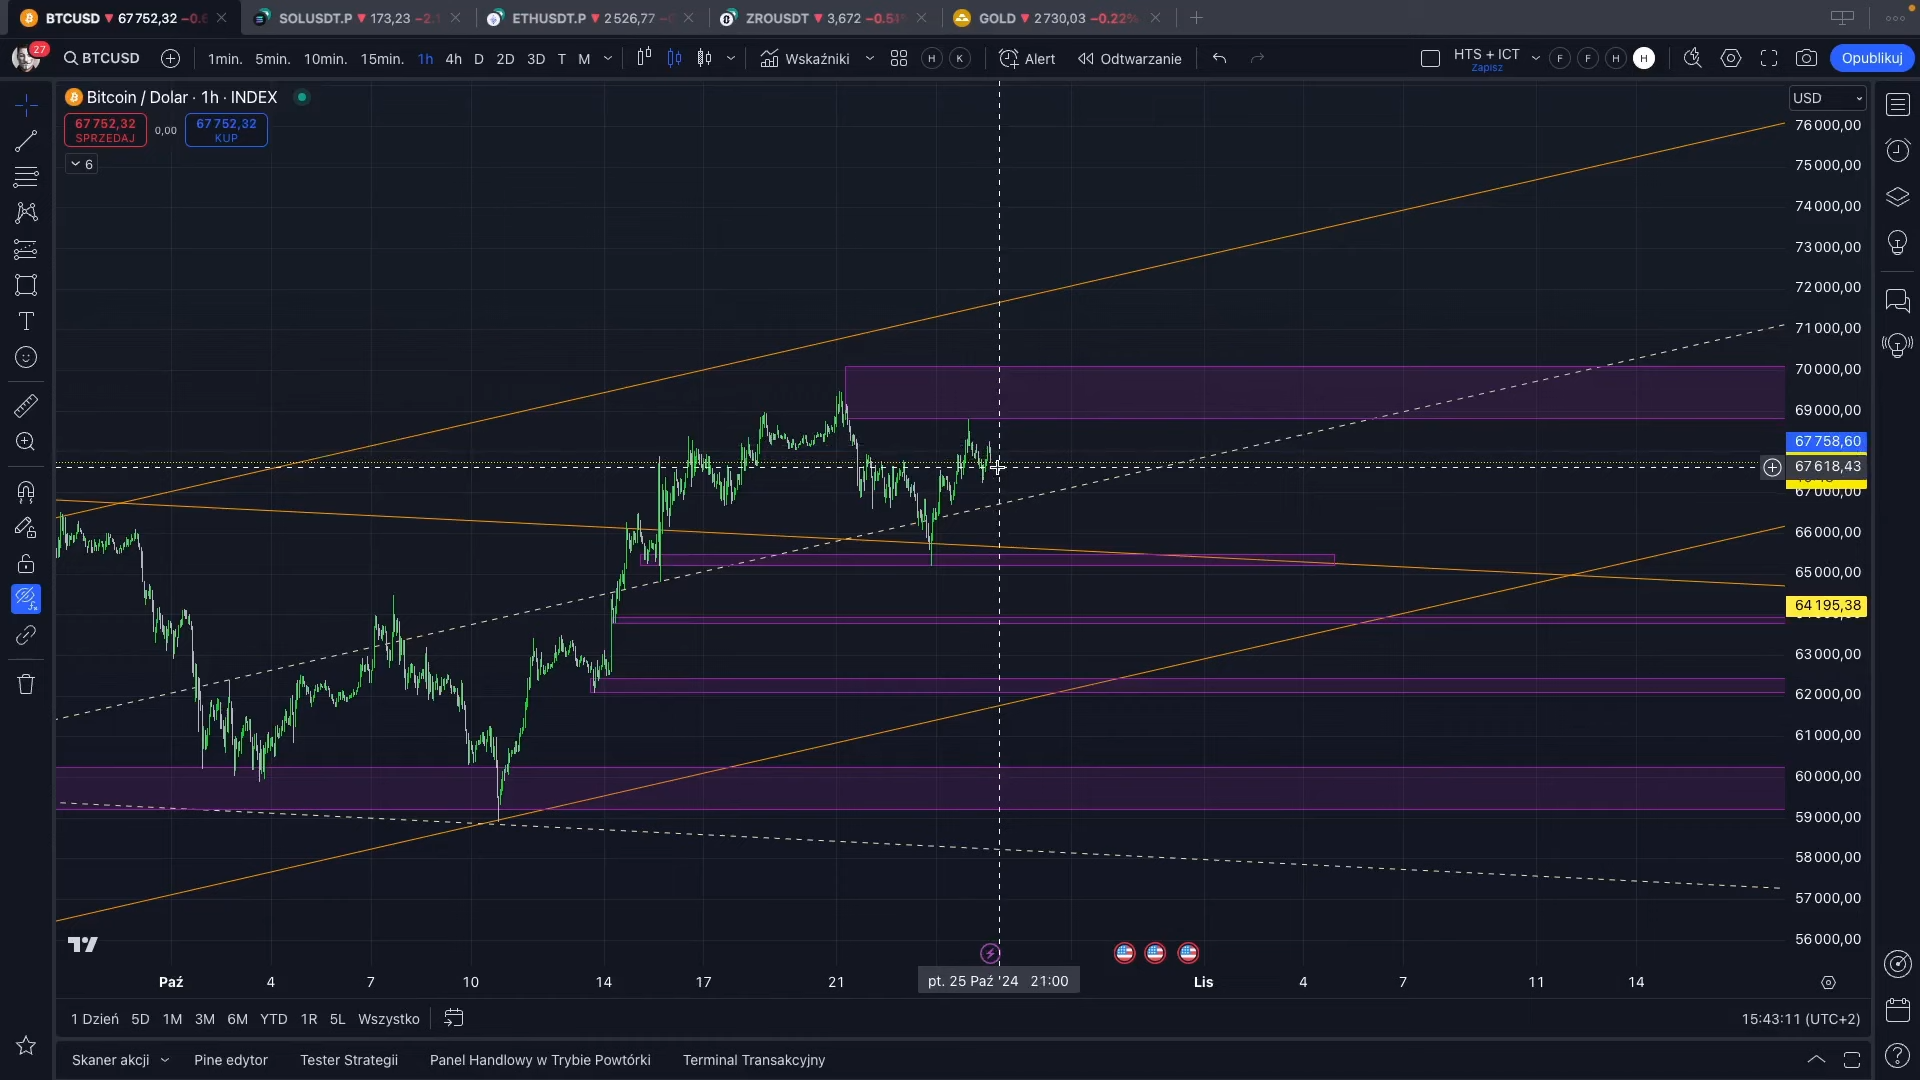 BTCUSD ▼ 67 752,32 −0.6
SOLUSDT.P ▼ 173,23 −2.
ETHUSDT.P ▼ 2 526,77
ZROUSDT ▼ 3,672 −0.51
GOLD ▼ 2 730,03 −0.22%
27
BTCUSD
1min. 5min. 10min. 15min. 1h 4h D 2D 3D T M
Wskaźniki
H K
Alert
Odtwarzanie
HTS + ICT
Zapisz
F F H H
Opublikuj
Bitcoin / Dolar · 1h · INDEX
67 752,32
SPRZEDAJ
0,00
67 752,32
KUP
6
USD
76 000,00
75 000,00
74 000,00
73 000,00
72 000,00
71 000,00
70 000,00
69 000,00
67 758,60
67 618,43
67 000,00
66 000,00
65 000,00
64 195,38
63 000,00
62 000,00
61 000,00
60 000,00
59 000,00
58 000,00
57 000,00
56 000,00
Paź 4 7 10 14 17 21 pt. 25 Paź '24 21:00 Lis 4 7 11 14
1 Dzień 5D 1M 3M 6M YTD 1R 5L Wszystko
15:43:11 (UTC+2)
Skaner akcji Pine edytor Tester Strategii Panel Handlowy w Trybie Powtórki Terminal Transakcyjny